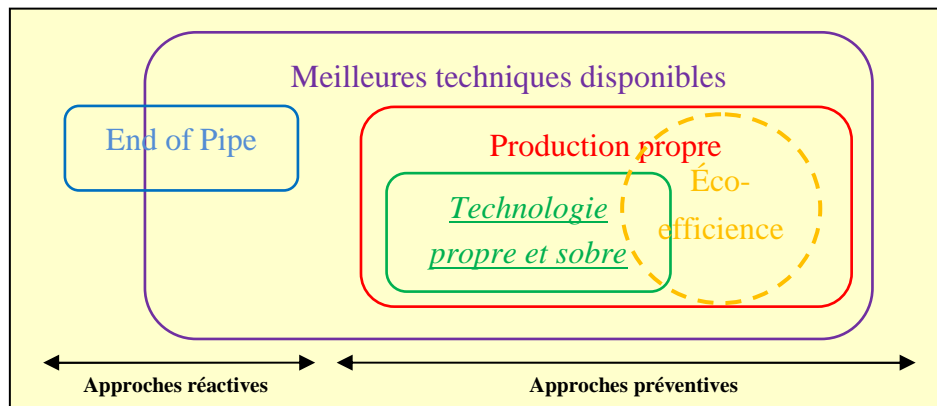 Meilleures techniques disponibles
End of Pipe
Production propre
Éco-
efficience
Technologie
propre et sobre
Approches réactives
Approches préventives